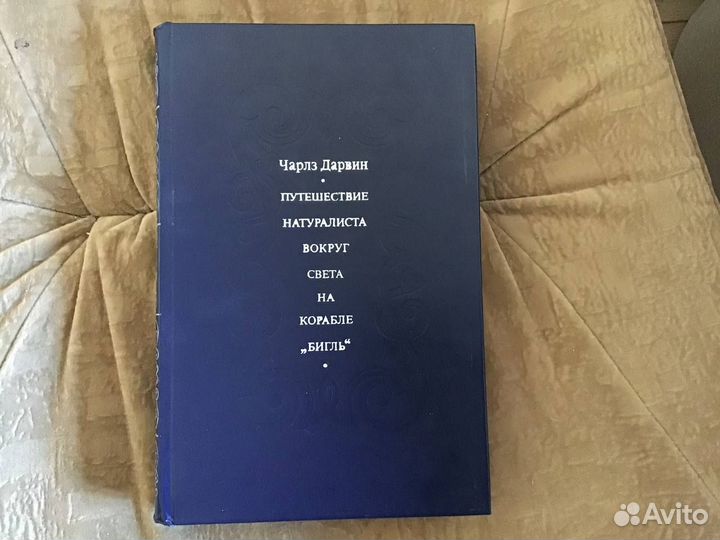 Чарлз Дарвин
ПУТЕШЕСТВИЕ
НАТУРАЛИСТА
ВОКРУГ
СВЕТА
НА
КОРАБЛЕ
„БИГЛЬ“
Avito